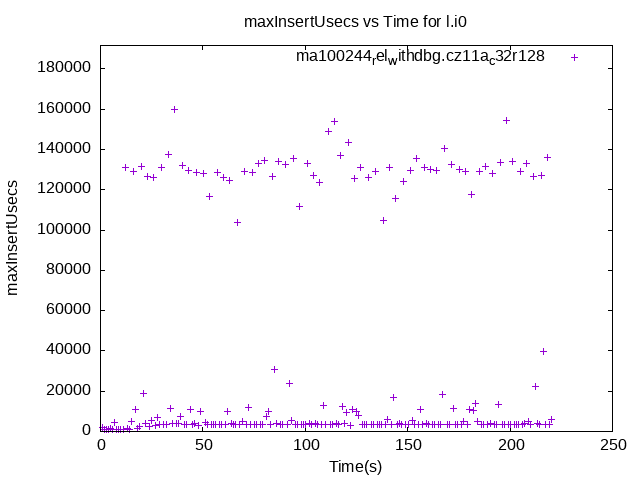 maxInsertUsecs vs Time for l.i0
ma100244relwithdbg.cz11ac32r128
180000
160000
140000
120000
100000
80000
60000
40000
20000
0
maxInsertUsecs
0 50 100 150 200 250
Time(s)